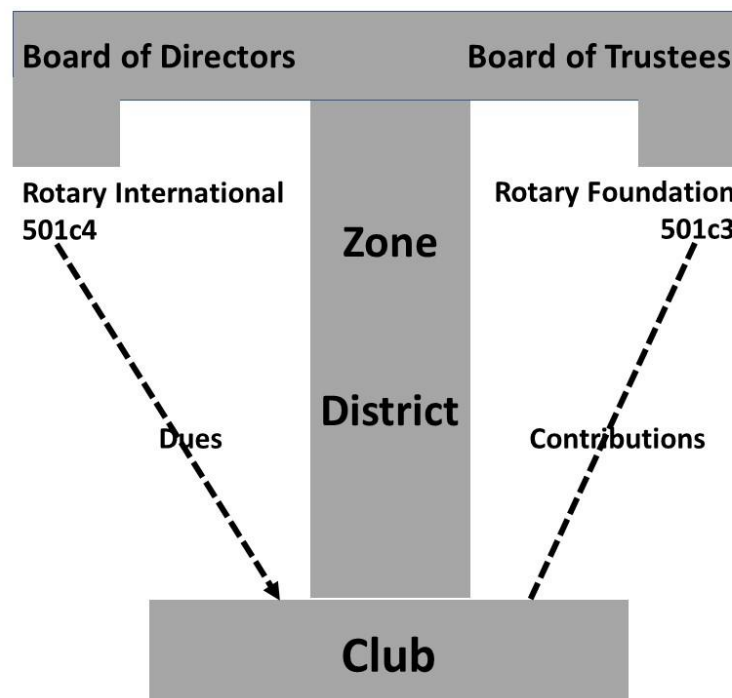 Board of Directors
Board of Trustees
Rotary International
501c4
Rotary Foundation
501c3
Zone
District
Dues
Contributions
Club